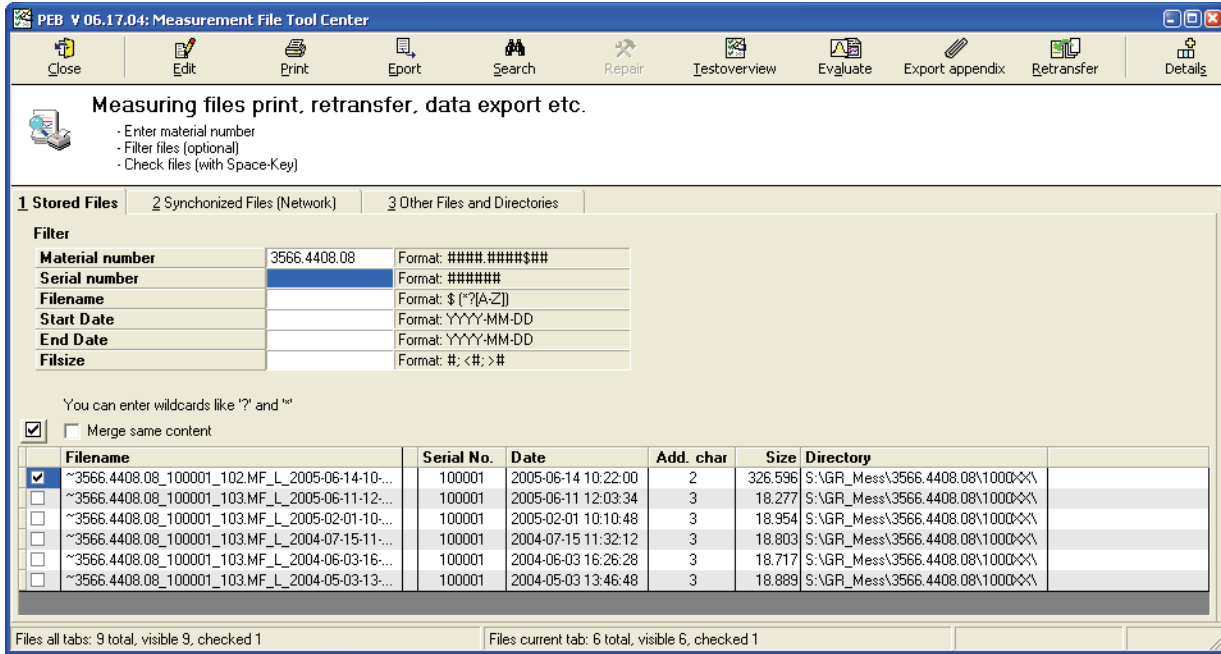 PEB V 06.17.04: Measurement File Tool Center
Close Edit Print Eport Search Repair Testoverview Evaluate Export appendix Retransfer Details
Measuring files print, retransfer, data export etc.
- Enter material number
- Filter files (optional)
- Check files (with Space-Key)
1 Stored Files 2 Synchonized Files (Network) 3 Other Files and Directories
Filter
Material number 3566.4408.08 Format: ####.####$##
Serial number Format: ######
Filename Format: $ (*?[A-Z])
Start Date Format: YYYY-MM-DD
End Date Format: YYYY-MM-DD
Filsize Format: #; <#; >#
You can enter wildcards like '?' and '*'
Merge same content
Filename Serial No. Date Add. char Size Directory
~3566.4408.08_100001_102.MF_L_2005-06-14-10-... 100001 2005-06-14 10:22:00 2 326.596 S:\GR_Mess\3566.4408.08\1000XX\
~3566.4408.08_100001_103.MF_L_2005-06-11-12-... 100001 2005-06-11 12:03:34 3 18.277 S:\GR_Mess\3566.4408.08\1000XX\
~3566.4408.08_100001_103.MF_L_2005-02-01-10-... 100001 2005-02-01 10:10:48 3 18.954 S:\GR_Mess\3566.4408.08\1000XX\
~3566.4408.08_100001_103.MF_L_2004-07-15-11-... 100001 2004-07-15 11:32:12 3 18.803 S:\GR_Mess\3566.4408.08\1000XX\
~3566.4408.08_100001_103.MF_L_2004-06-03-16-... 100001 2004-06-03 16:26:28 3 18.717 S:\GR_Mess\3566.4408.08\1000XX\
~3566.4408.08_100001_103.MF_L_2004-05-03-13-... 100001 2004-05-03 13:46:48 3 18.889 S:\GR_Mess\3566.4408.08\1000XX\
Files all tabs: 9 total, visible 9, checked 1 Files current tab: 6 total, visible 6, checked 1